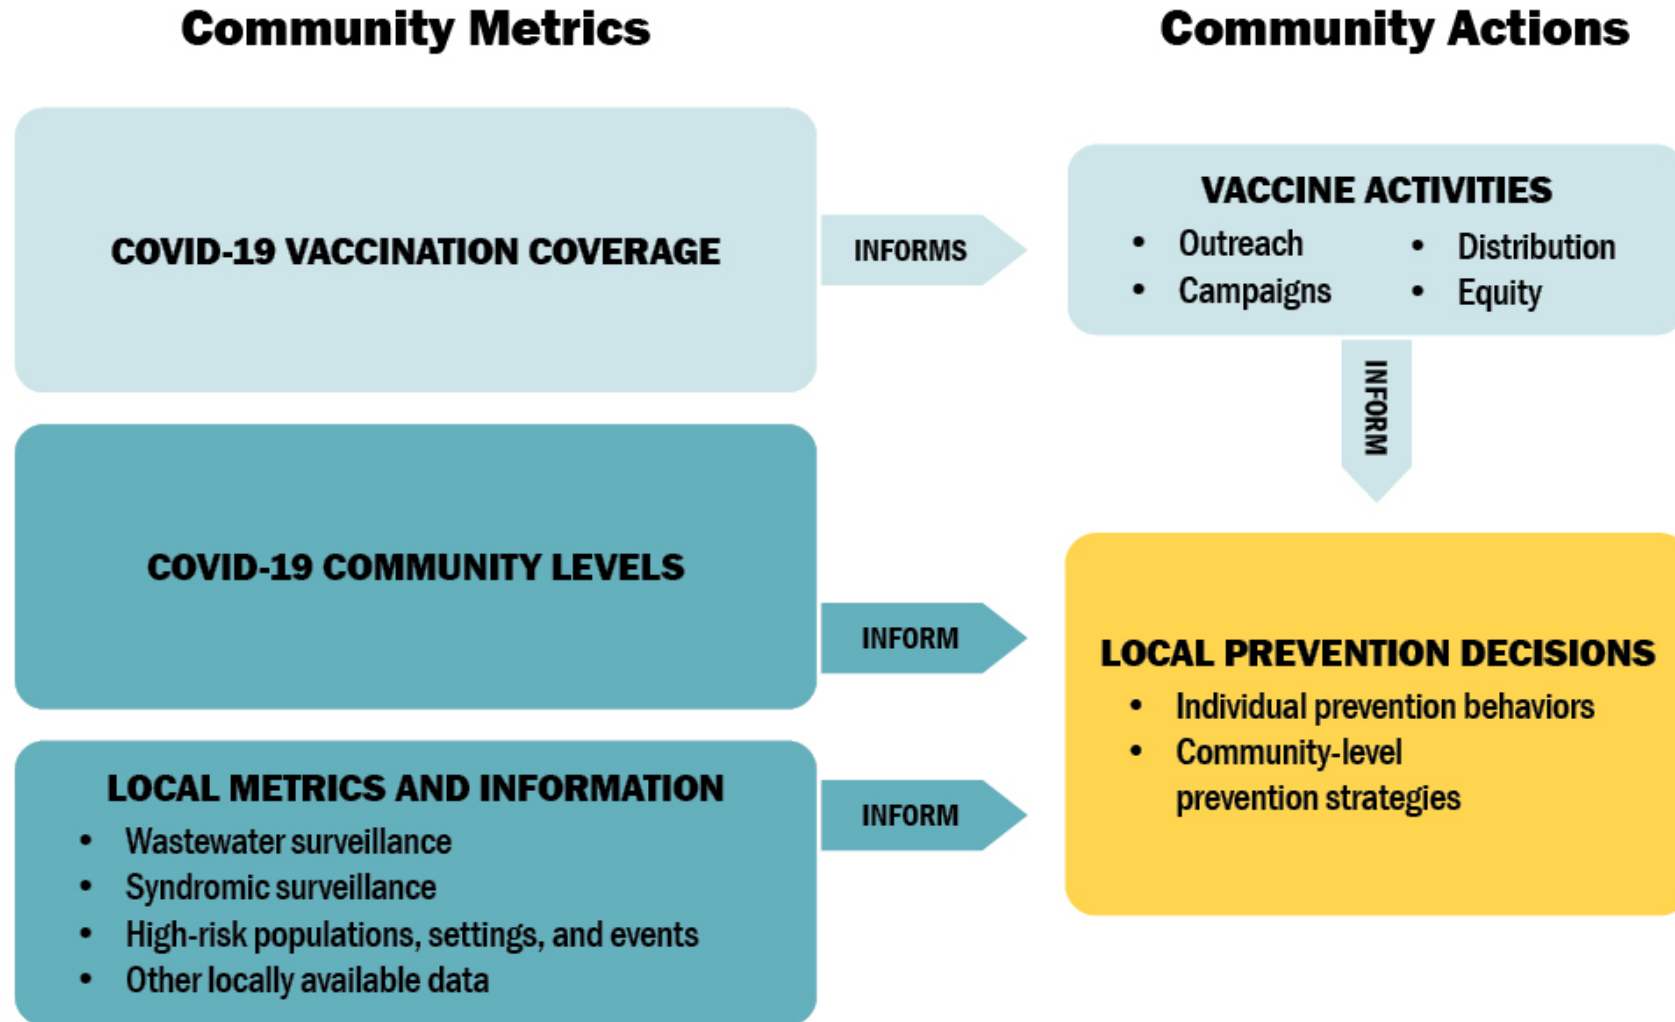 Community Metrics
Community Actions
COVID-19 VACCINATION COVERAGE
INFORMS
VACCINE ACTIVITIES
• Outreach
• Campaigns
• Distribution
• Equity
INFORM
COVID-19 COMMUNITY LEVELS
INFORM
LOCAL METRICS AND INFORMATION
• Wastewater surveillance
• Syndromic surveillance
• High-risk populations, settings, and events
• Other locally available data
INFORM
LOCAL PREVENTION DECISIONS
• Individual prevention behaviors
• Community-level
prevention strategies